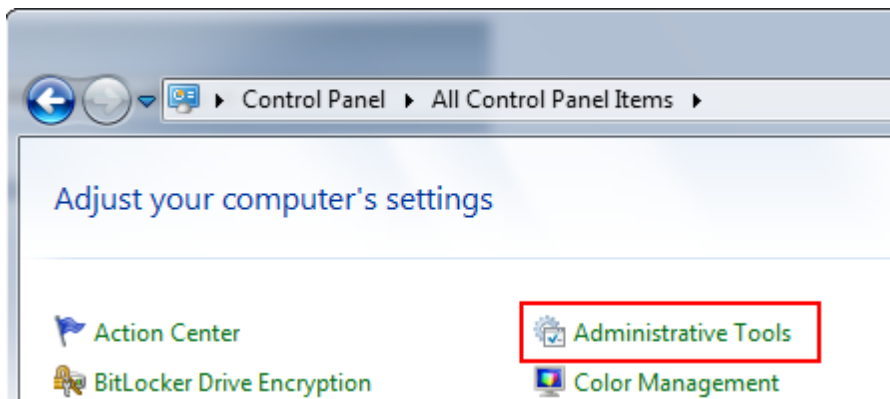 Control Panel All Control Panel Items
Adjust your computer's settings
Action Center Administrative Tools
BitLocker Drive Encryption Color Management